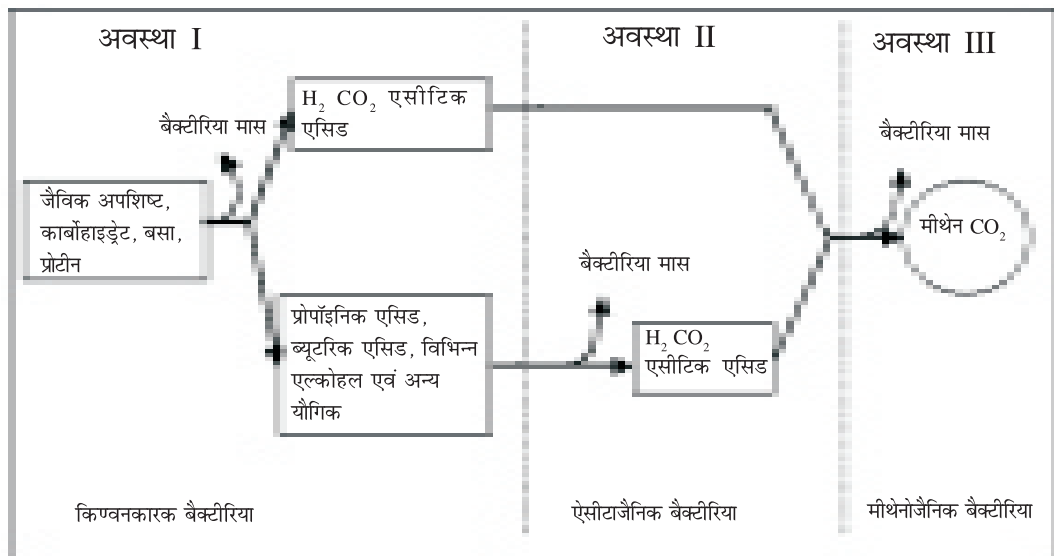 अवस्था I
अवस्था II
अवस्था III
H₂ CO₂ एसीटिक
एसिड
बैक्टीरिया मास
बैक्टीरिया मास
जैविक अपशिष्ट,
कार्बोहाइड्रेट, बसा,
प्रोटीन
मीथेन CO₂
बैक्टीरिया मास
प्रोपॉइनिक एसिड,
ब्यूटरिक एसिड, विभिन्न
एल्कोहल एवं अन्य
यौगिक
H₂ CO₂
एसीटिक एसिड
किण्वनकारक बैक्टीरिया
ऐसीटाजैनिक बैक्टीरिया
मीथेनोजैनिक बैक्टीरिया